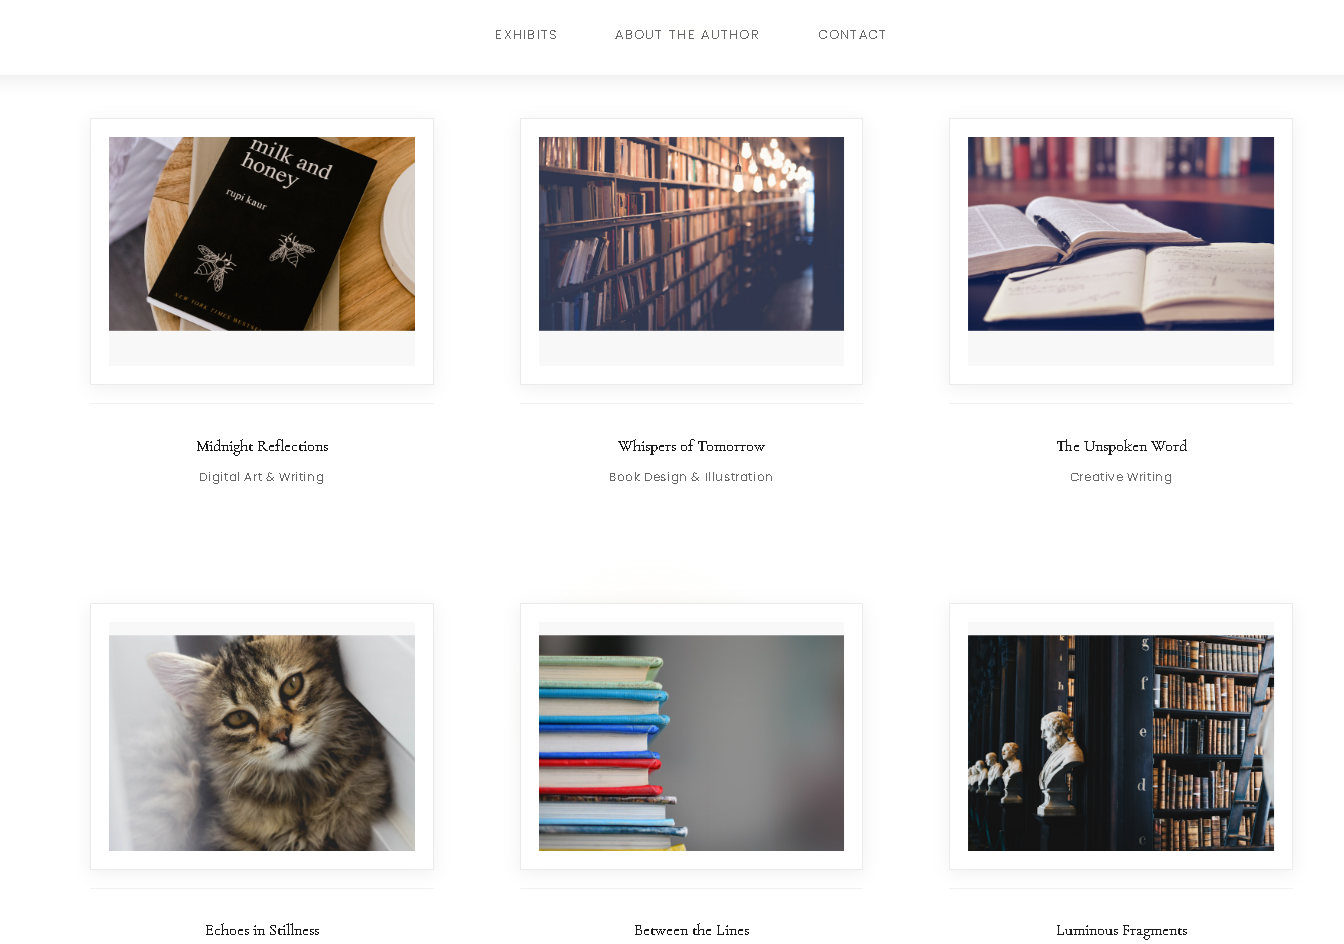 EXHIBITS
ABOUT THE AUTHOR
CONTACT
milk and
honey
rupi kaur
NEW YORK TIMES
Midnight Reflections
Digital Art & Writing
Whispers of Tomorrow
Book Design & Illustration
The Unspoken Word
Creative Writing
g
f
e
d
c
h
Echoes in Stillness
Between the Lines
Luminous Fragments